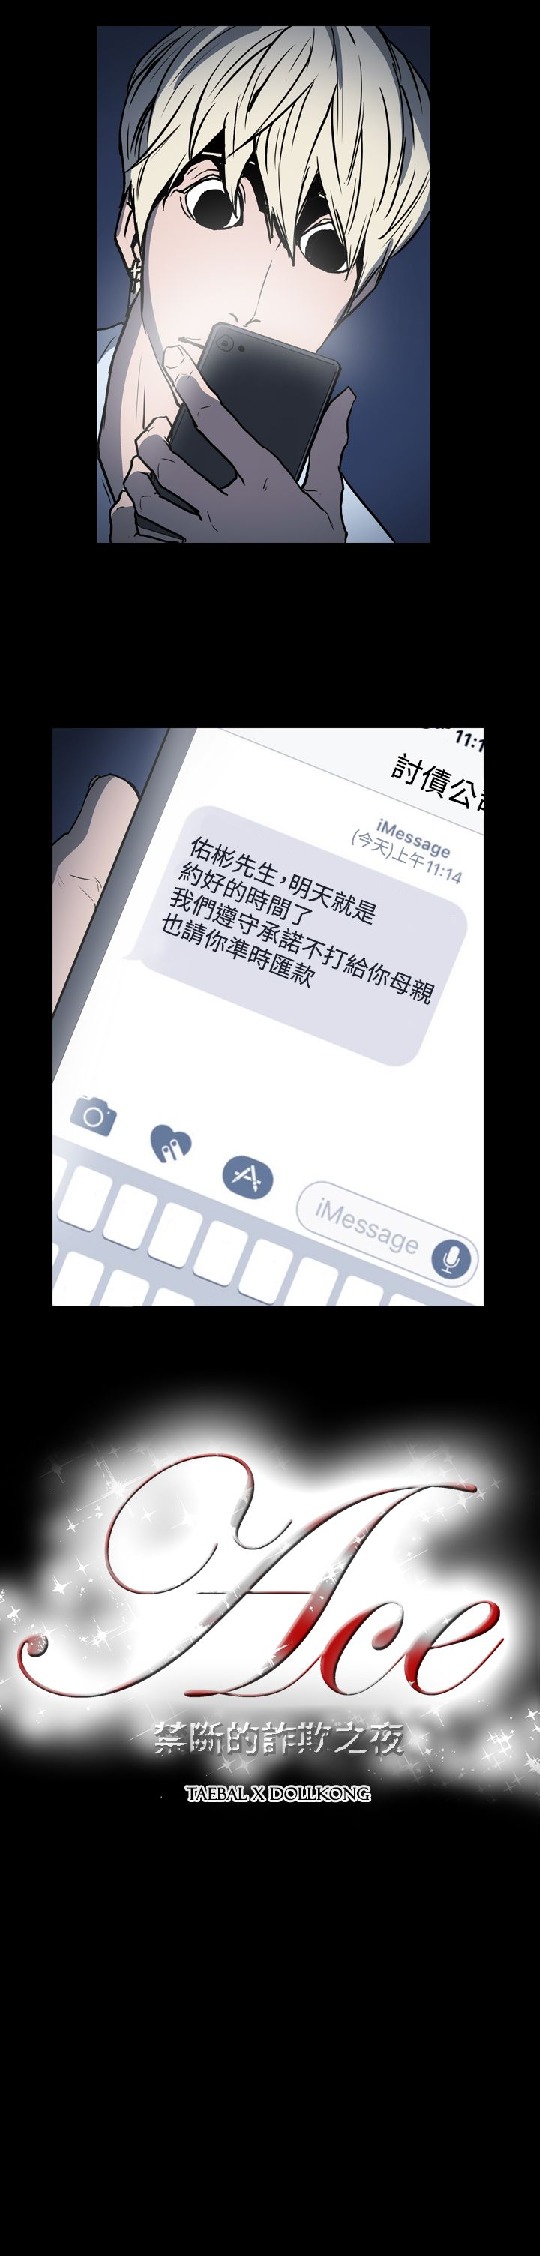 11:1
討債公司
iMessage
(今天)上午11:14
佑彬先生,明天就是
約好的時間了
我們遵守承諾不打給你母親
也請你準時匯款
iMessage
Ace
禁斷的詐欺之夜
TAEBAL X DOLLKONG